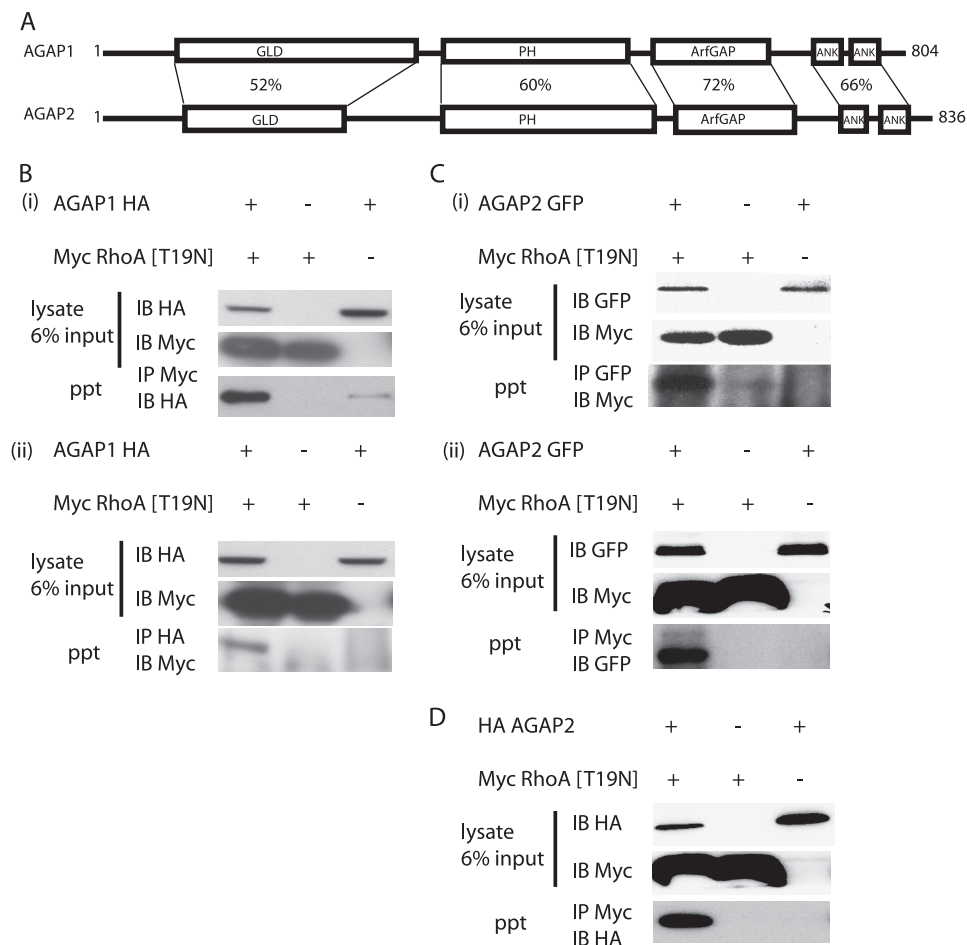 A
AGAP1 1 GLD PH ArfGAP ANK ANK 804
52% 60% 72% 66%
AGAP2 1 GLD PH ArfGAP ANK ANK 836
B
(i) AGAP1 HA + - +
Myc RhoA [T19N] + + -
lysate
6% input
IB HA
IB Myc
ppt
IP Myc
IB HA
(ii) AGAP1 HA + - +
Myc RhoA [T19N] + + -
lysate
6% input
IB HA
IB Myc
ppt
IP HA
IB Myc
C
(i) AGAP2 GFP + - +
Myc RhoA [T19N] + + -
lysate
6% input
IB GFP
IB Myc
ppt
IP GFP
IB Myc
(ii) AGAP2 GFP + - +
Myc RhoA [T19N] + + -
lysate
6% input
IB GFP
IB Myc
ppt
IP Myc
IB GFP
D
HA AGAP2 + - +
Myc RhoA [T19N] + + -
lysate
6% input
IB HA
IB Myc
ppt
IP Myc
IB HA